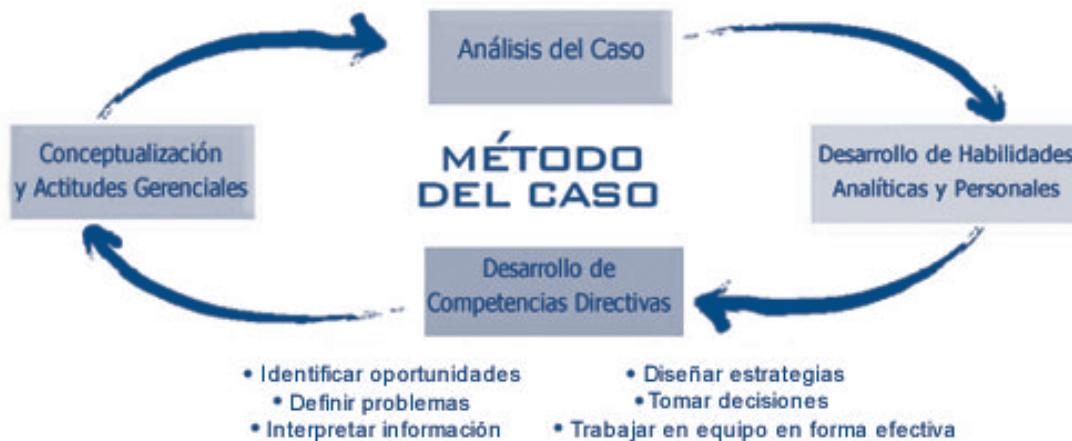 Análisis del Caso
Conceptualización
y Actitudes Gerenciales
MÉTODO
DEL CASO
Desarrollo de Habilidades
Analíticas y Personales
Desarrollo de
Competencias Directivas
• Identificar oportunidades
• Definir problemas
• Interpretar información
• Diseñar estrategias
• Tomar decisiones
• Trabajar en equipo en forma efectiva